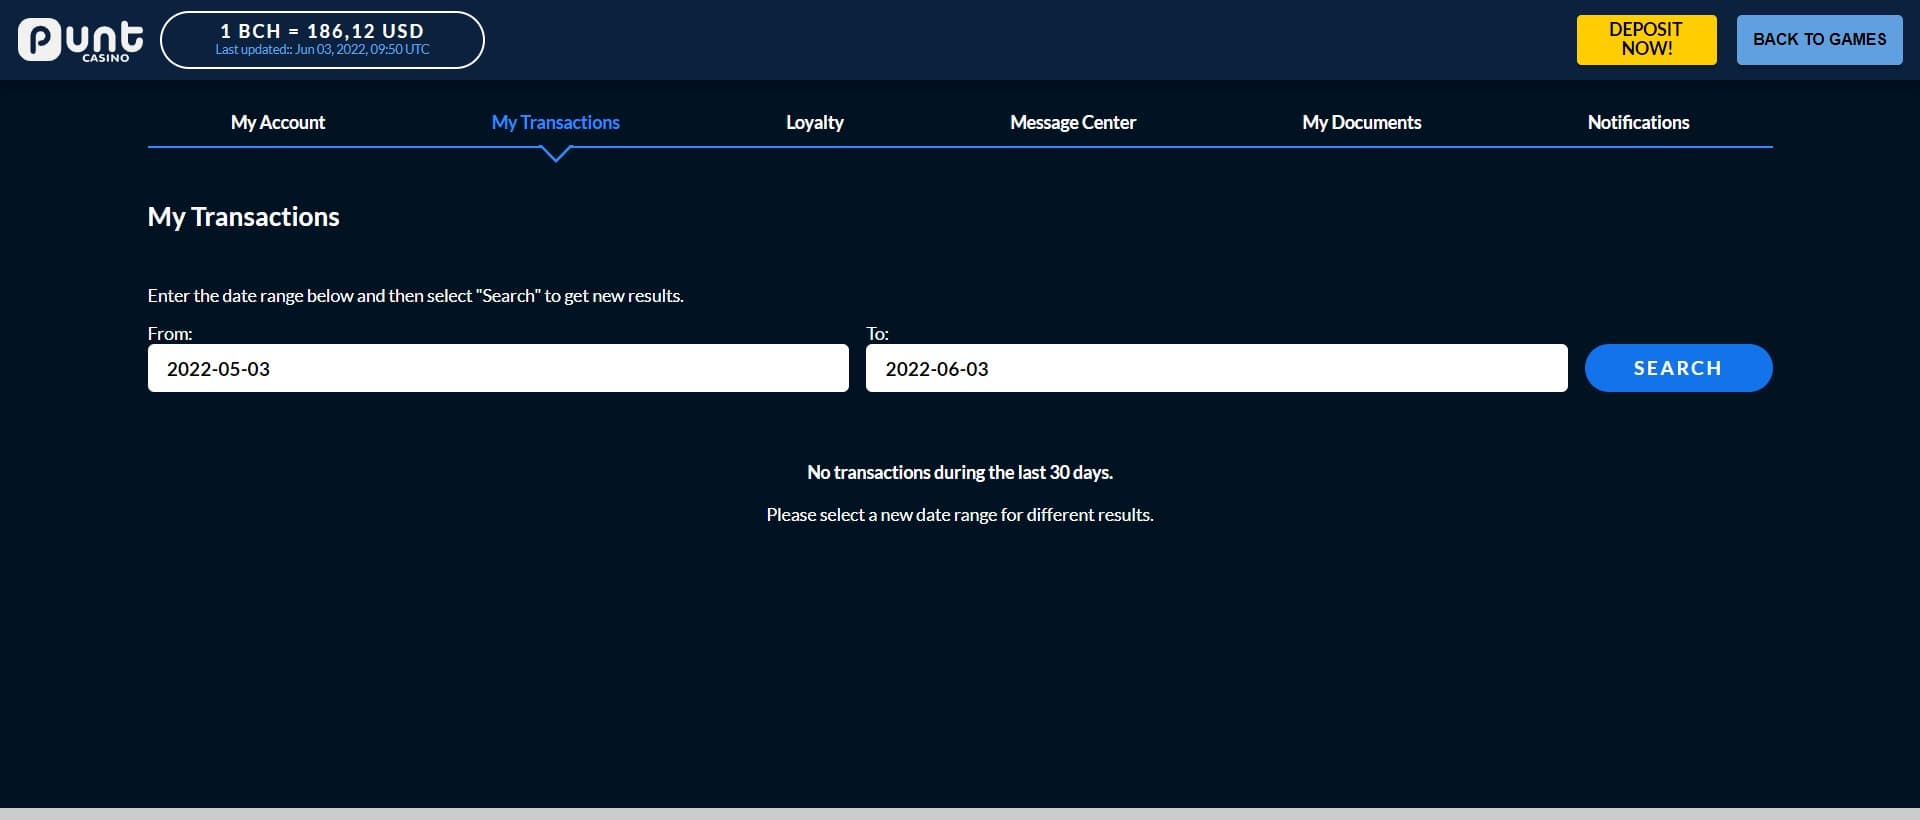 Punt
CASINO
1 BCH = 186,12 USD
Last updated:: Jun 03, 2022, 09:50 UTC
DEPOSIT
NOW!
BACK TO GAMES
My Account
My Transactions
Loyalty
Message Center
My Documents
Notifications
My Transactions
Enter the date range below and then select "Search" to get new results.
From:
To:
2022-05-03
2022-06-03
SEARCH
No transactions during the last 30 days.
Please select a new date range for different results.